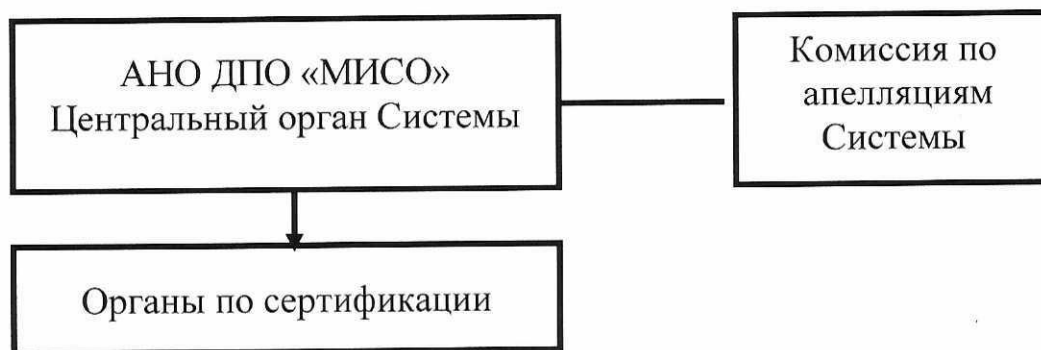 АНО ДПО «МИСО»
Центральный орган Системы
Комиссия по
апелляциям
Системы
Органы по сертификации